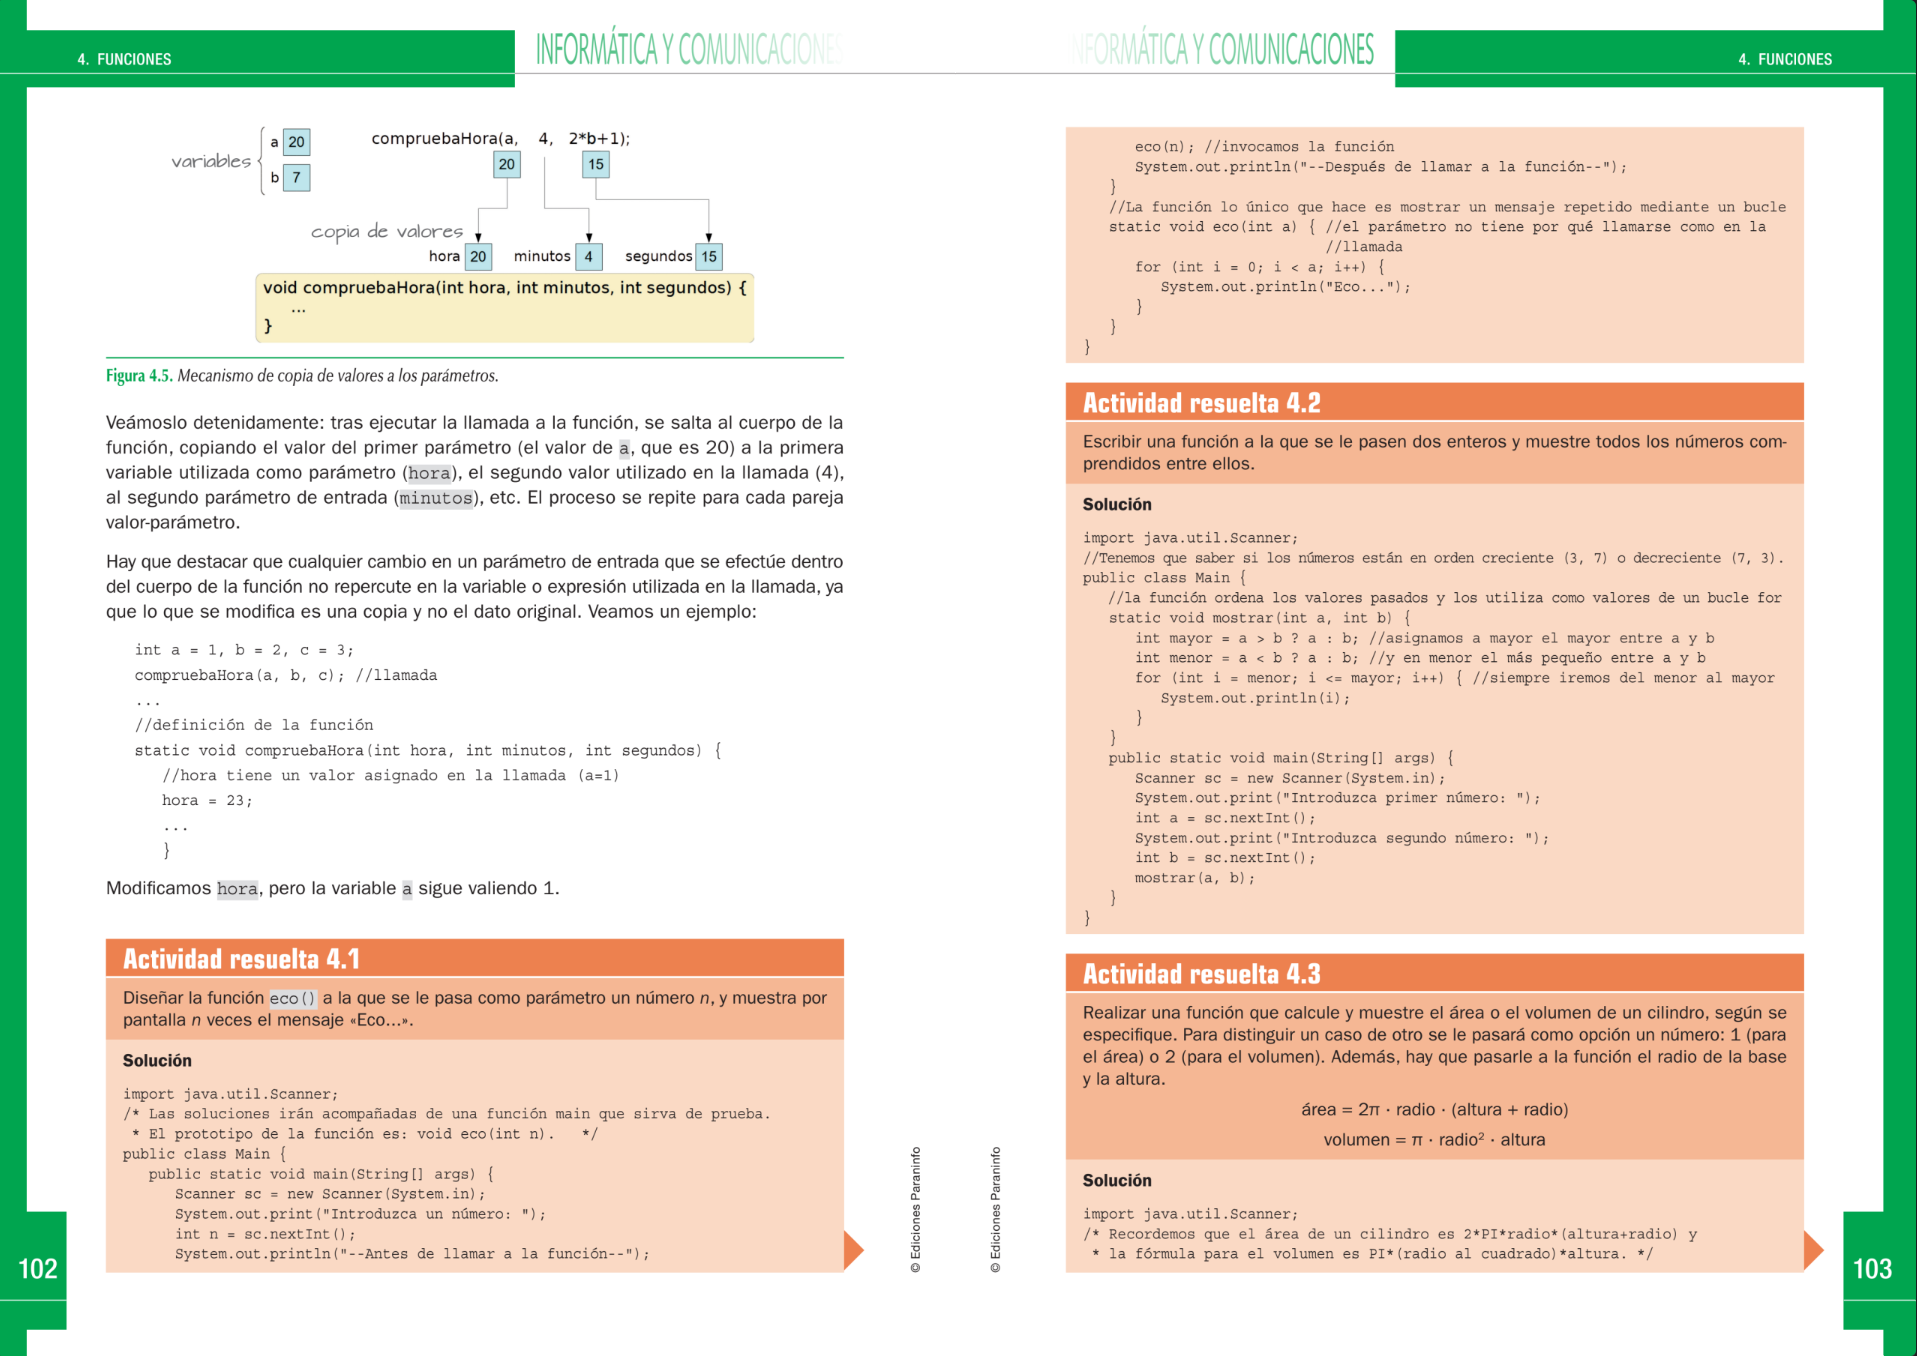 4. FUNCIONES
INFORMÁTICA Y COMUNICACIONES
variables
a 20
b 7
compruebaHora(a, 4, 2*b+1);
20 15
copia de valores
hora 20 minutos 4 segundos 15
void compruebaHora(int hora, int minutos, int segundos) {
...
}
Figura 4.5. Mecanismo de copia de valores a los parámetros.
Veámoslo detenidamente: tras ejecutar la llamada a la función, se salta al cuerpo de la
función, copiando el valor del primer parámetro (el valor de a, que es 20) a la primera
variable utilizada como parámetro (hora), el segundo valor utilizado en la llamada (4),
al segundo parámetro de entrada (minutos), etc. El proceso se repite para cada pareja
valor-parámetro.
Hay que destacar que cualquier cambio en un parámetro de entrada que se efectúe dentro
del cuerpo de la función no repercute en la variable o expresión utilizada en la llamada, ya
que lo que se modifica es una copia y no el dato original. Veamos un ejemplo:
int a = 1, b = 2, c = 3;
compruebaHora(a, b, c); //llamada
...
//definición de la función
static void compruebaHora(int hora, int minutos, int segundos) {
//hora tiene un valor asignado en la llamada (a=1)
hora = 23;
...
}
Modificamos hora, pero la variable a sigue valiendo 1.
Actividad resuelta 4.1
Diseñar la función eco() a la que se le pasa como parámetro un número n, y muestra por
pantalla n veces el mensaje «Eco...».
Solución
import java.util.Scanner;
/* Las soluciones irán acompañadas de una función main que sirva de prueba.
* El prototipo de la función es: void eco(int n). */
public class Main {
public static void main(String[] args) {
Scanner sc = new Scanner(System.in);
System.out.print("Introduzca un número: ");
int n = sc.nextInt();
System.out.println("--Antes de llamar a la función--");
© Ediciones Paraninfo
102
INFORMÁTICA Y COMUNICACIONES
4. FUNCIONES
eco(n); //invocamos la función
System.out.println("--Después de llamar a la función--");
}
//La función lo único que hace es mostrar un mensaje repetido mediante un bucle
static void eco(int a) { //el parámetro no tiene por qué llamarse como en la
//llamada
for (int i = 0; i < a; i++) {
System.out.println("Eco...");
}
}
}
Actividad resuelta 4.2
Escribir una función a la que se le pasen dos enteros y muestre todos los números com-
prendidos entre ellos.
Solución
import java.util.Scanner;
//Tenemos que saber si los números están en orden creciente (3, 7) o decreciente (7, 3).
public class Main {
//la función ordena los valores pasados y los utiliza como valores de un bucle for
static void mostrar(int a, int b) {
int mayor = a > b ? a : b; //asignamos a mayor el mayor entre a y b
int menor = a < b ? a : b; //y en menor el más pequeño entre a y b
for (int i = menor; i <= mayor; i++) { //siempre iremos del menor al mayor
System.out.println(i);
}
}
public static void main(String[] args) {
Scanner sc = new Scanner(System.in);
System.out.print("Introduzca primer número: ");
int a = sc.nextInt();
System.out.print("Introduzca segundo número: ");
int b = sc.nextInt();
mostrar(a, b);
}
}
Actividad resuelta 4.3
Realizar una función que calcule y muestre el área o el volumen de un cilindro, según se
especifique. Para distinguir un caso de otro se le pasará como opción un número: 1 (para
el área) o 2 (para el volumen). Además, hay que pasarle a la función el radio de la base
y la altura.
área = 2π · radio · (altura + radio)
volumen = π · radio² · altura
Solución
import java.util.Scanner;
/* Recordemos que el área de un cilindro es 2*PI*radio*(altura+radio) y
* la fórmula para el volumen es PI*(radio al cuadrado)*altura. */
© Ediciones Paraninfo
103